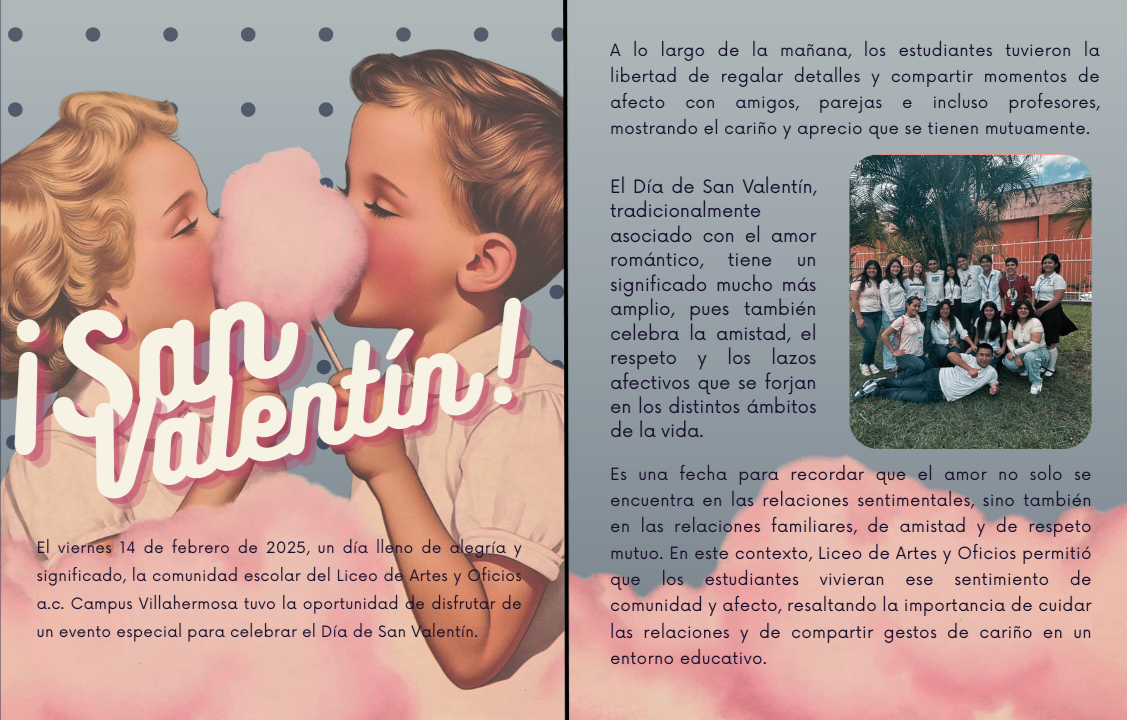 ¡San
Valentín!
El viernes 14 de febrero de 2025, un día lleno de alegría y
significado, la comunidad escolar del Liceo de Artes y Oficios
a.c. Campus Villahermosa tuvo la oportunidad de disfrutar de
un evento especial para celebrar el Día de San Valentín.
A lo largo de la mañana, los estudiantes tuvieron la
libertad de regalar detalles y compartir momentos de
afecto con amigos, parejas e incluso profesores,
mostrando el cariño y aprecio que se tienen mutuamente.
El Día de San Valentín,
tradicionalmente
asociado con el amor
romántico, tiene un
significado mucho más
amplio, pues también
celebra la amistad, el
respeto y los lazos
afectivos que se forjan
en los distintos ámbitos
de la vida.
Es una fecha para recordar que el amor no solo se
encuentra en las relaciones sentimentales, sino también
en las relaciones familiares, de amistad y de respeto
mutuo. En este contexto, Liceo de Artes y Oficios permitió
que los estudiantes vivieran ese sentimiento de
comunidad y afecto, resaltando la importancia de cuidar
las relaciones y de compartir gestos de cariño en un
entorno educativo.